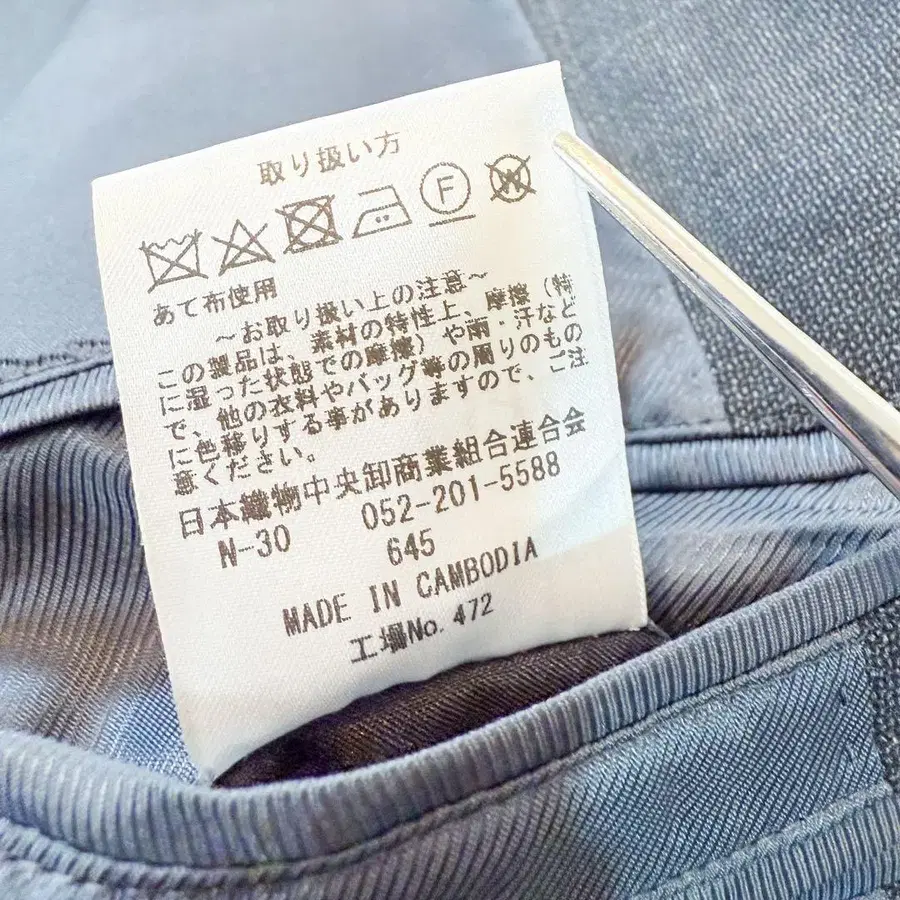 取り扱い方
F W
あて布使用
～お取り扱い上の注意～
この製品は、素材の特性上、摩擦（特
に湿った状態での摩擦）や雨・汗など
で、他の衣料やバッグ等の周りのもの
に色移りする事がありますので、ご注
意ください。
日本織物中央卸商業組合連合会
N-30 052-201-5588
645
MADE IN CAMBODIA
工場No. 472